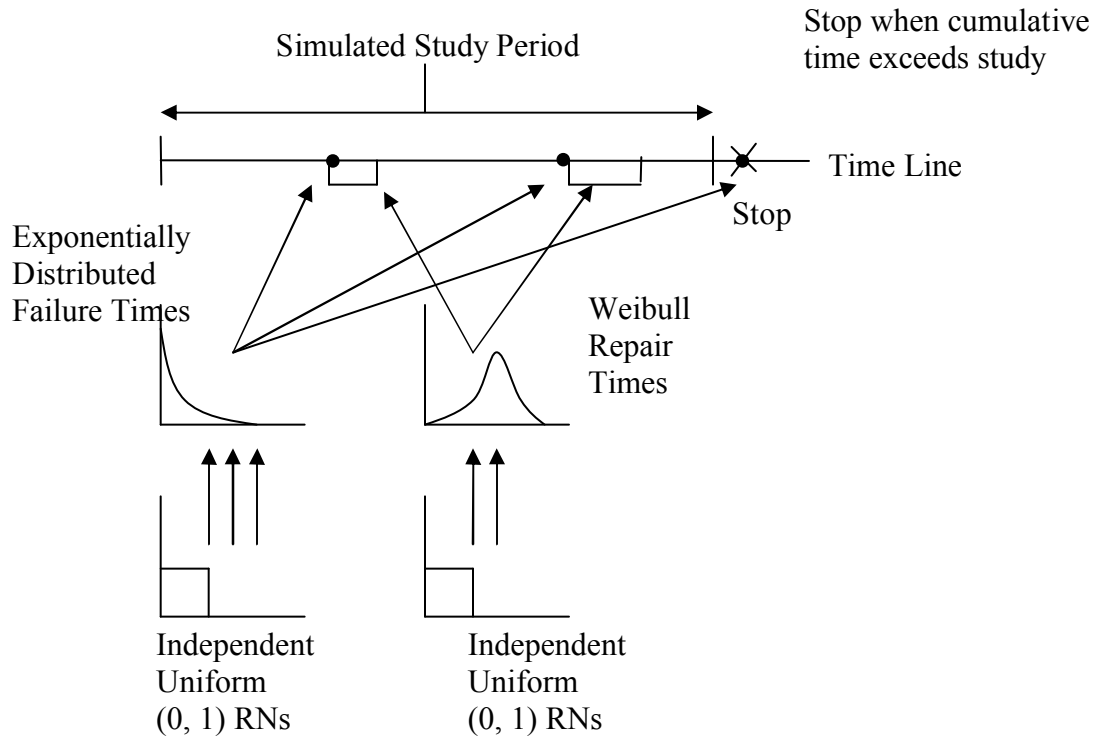 Stop when cumulative
time exceeds study
Simulated Study Period
Time Line
Stop
Exponentially
Distributed
Failure Times
Weibull
Repair
Times
Independent
Uniform
(0, 1) RNs
Independent
Uniform
(0, 1) RNs